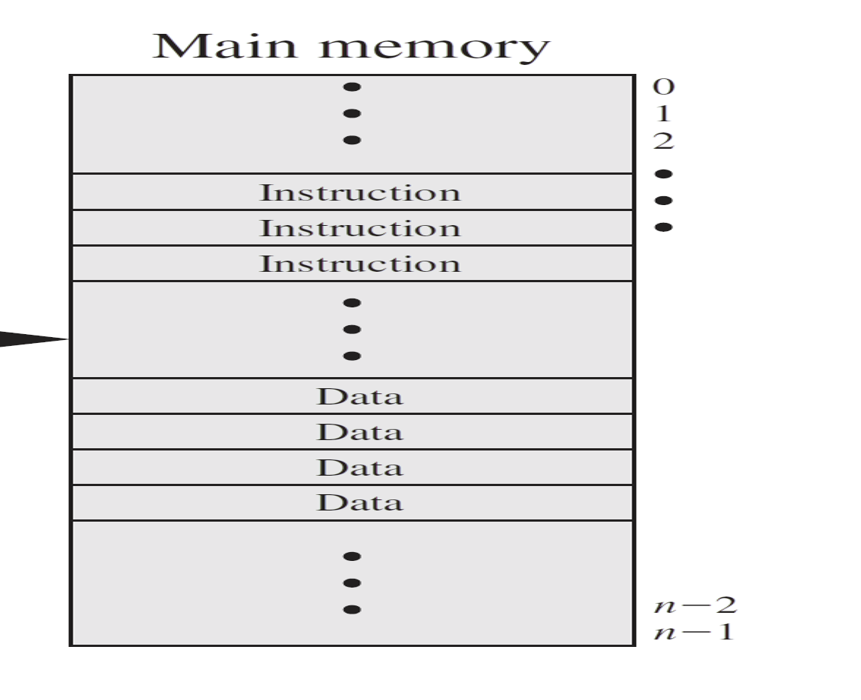 Main memory
0
1
2
Instruction
Instruction
Instruction
Data
Data
Data
Data
n−2
n−1